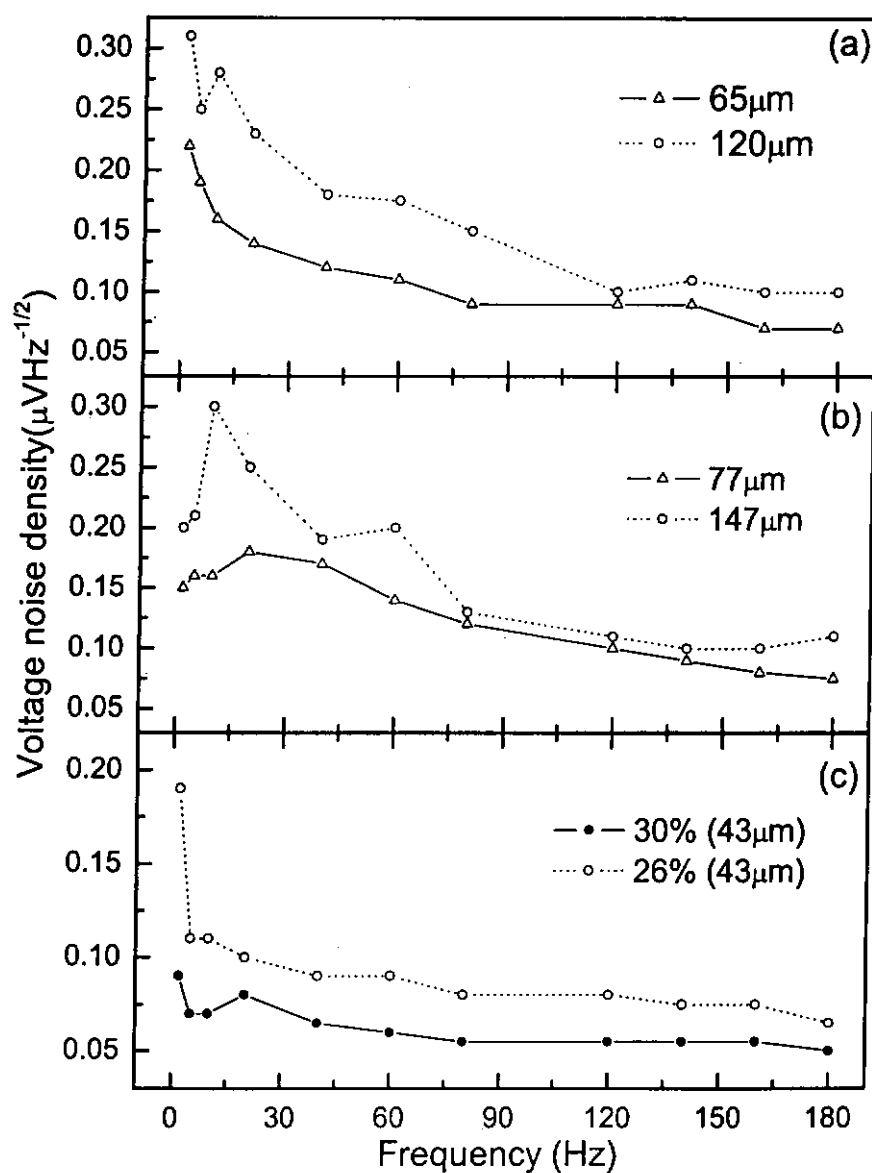 Voltage noise density(μVHz⁻¹/²)
(a)
0.30
0.25
0.20
0.15
0.10
0.05
65μm
120μm
(b)
0.30
0.25
0.20
0.15
0.10
0.05
77μm
147μm
(c)
0.20
0.15
0.10
0.05
30% (43μm)
26% (43μm)
0 30 60 90 120 150 180
Frequency (Hz)